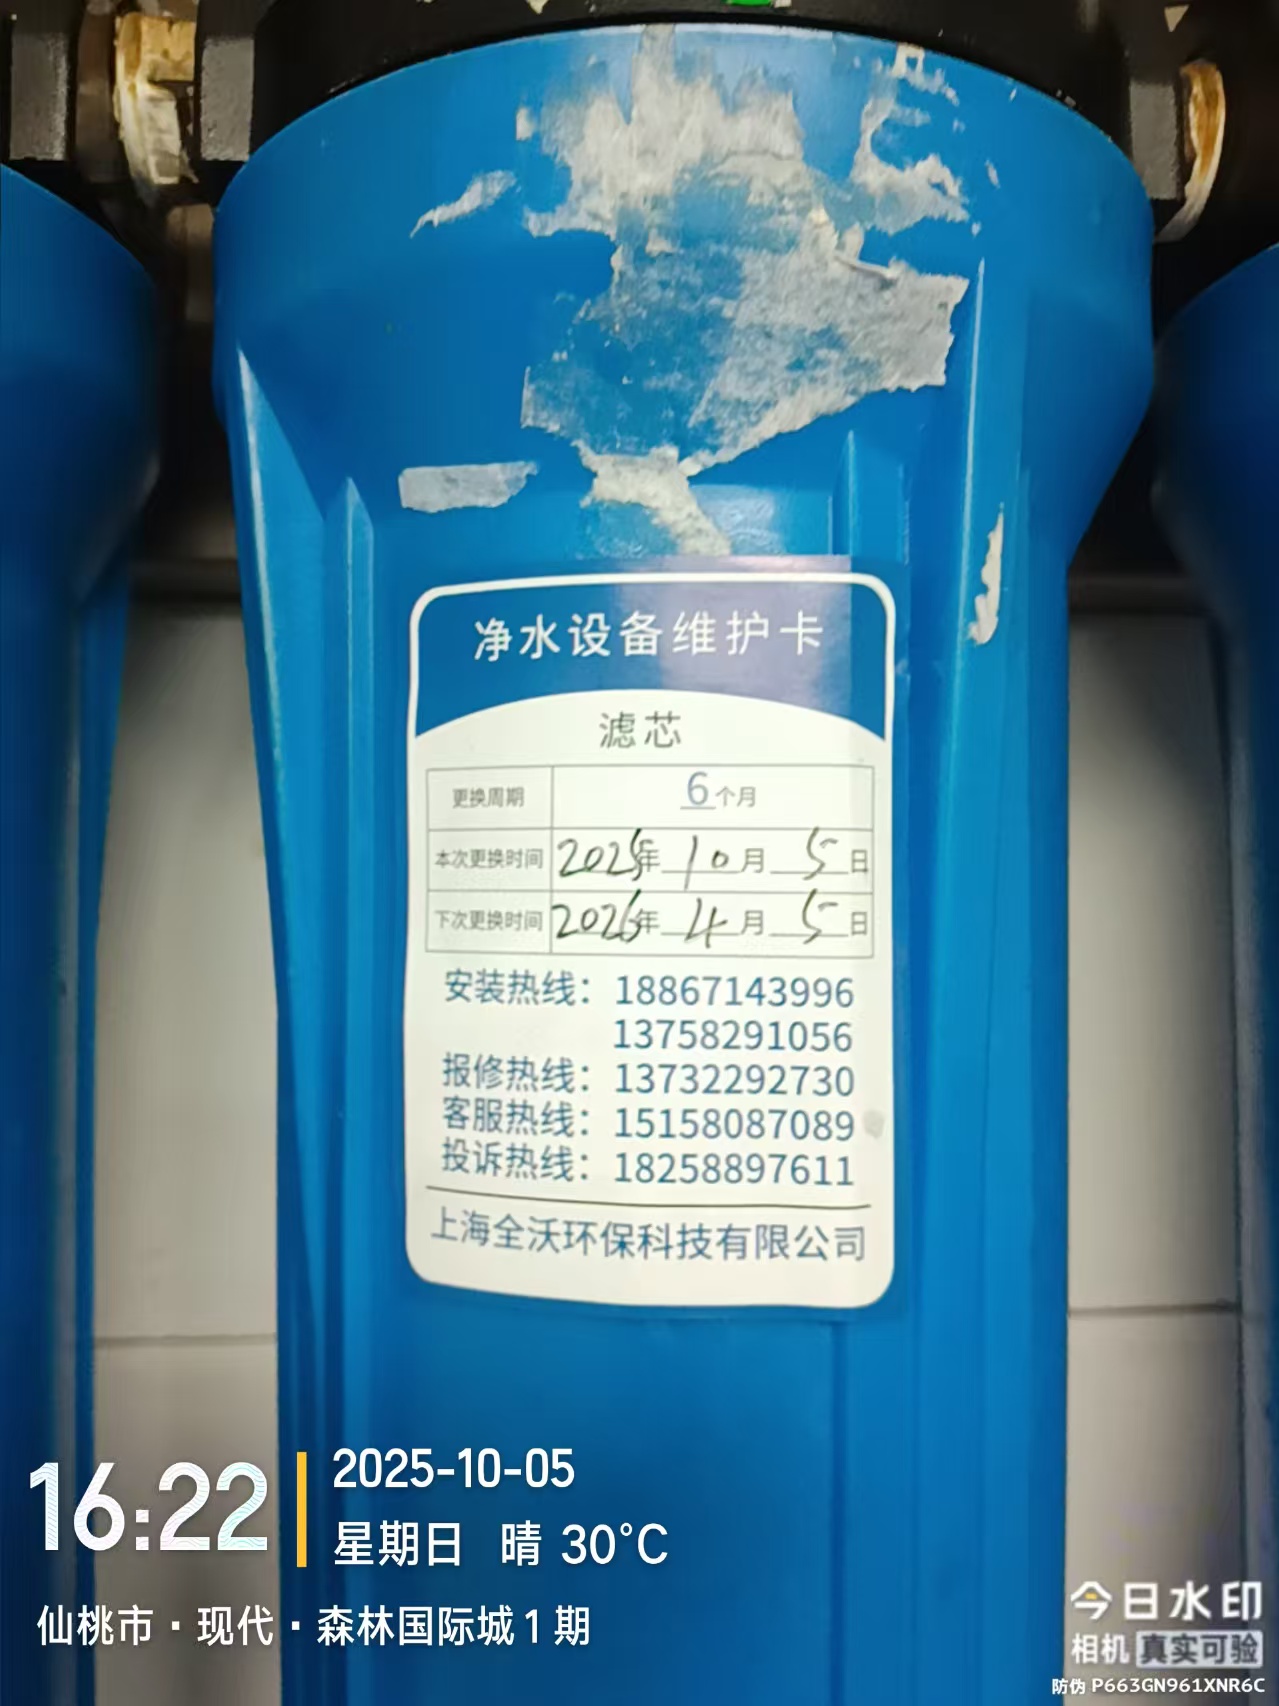 净水设备维护卡
滤芯
更换周期 6个月
本次更换时间 2025年10月5日
下次更换时间 2026年4月5日
安装热线：18867143996
13758291056
报修热线：13732292730
客服热线：15158087089
投诉热线：18258897611
上海全沃环保科技有限公司
16:22
2025-10-05
星期日 晴 30°C
仙桃市·现代·森林国际城1期
今日水印
相机 真实可验
防伪 P663GN961XNR6C